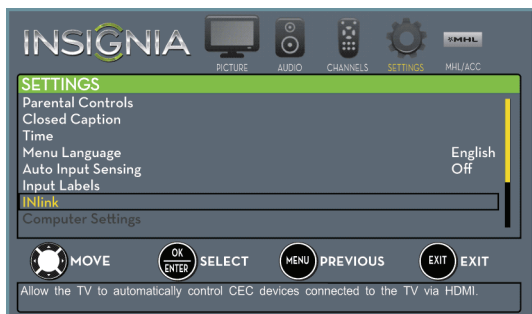 INSIGNIA
PICTURE AUDIO CHANNELS SETTINGS MHL/ACC
MHL
SETTINGS
Parental Controls
Closed Caption
Time
Menu Language English
Auto Input Sensing Off
Input Labels
INlink
Computer Settings
MOVE OK ENTER SELECT MENU PREVIOUS EXIT EXIT
Allow the TV to automatically control CEC devices connected to the TV via HDMI.